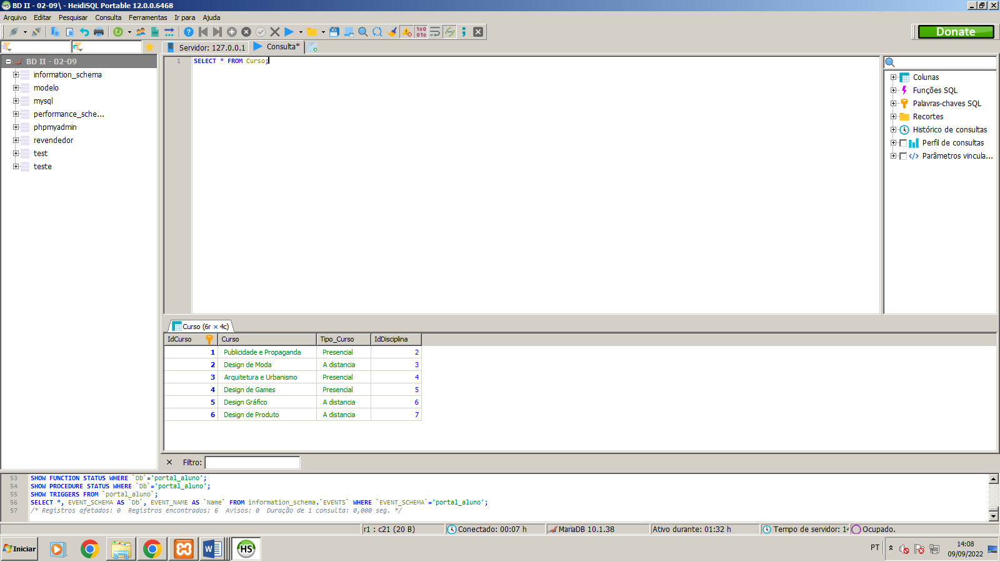 BD II - 02-09\ - HeidiSQL Portable 12.0.0.6468
Arquivo Editar Pesquisar Consulta Ferramentas Ir para Ajuda
Donate
Servidor: 127.0.0.1 Consulta*
BD II - 02-09
information_schema
modelo
mysql
performance_sche...
phpmyadmin
revendedor
test
teste
1 SELECT * FROM Curso;
Colunas
Funções SQL
Palavras-chaves SQL
Recortes
Histórico de consultas
Perfil de consultas
Parâmetros vincula...
Curso (6r × 4c)
IdCurso Curso Tipo_Curso IdDisciplina
1 Publicidade e Propaganda Presencial 2
2 Design de Moda A distancia 3
3 Arquitetura e Urbanismo Presencial 4
4 Design de Games Presencial 5
5 Design Gráfico A distancia 6
6 Design de Produto A distancia 7
Filtro:
53 SHOW FUNCTION STATUS WHERE `Db`='portal_aluno';
54 SHOW PROCEDURE STATUS WHERE `Db`='portal_aluno';
55 SHOW TRIGGERS FROM `portal_aluno`;
56 SELECT *, EVENT_SCHEMA AS `Db`, EVENT_NAME AS `Name` FROM information_schema.`EVENTS` WHERE `EVENT_SCHEMA`='portal_aluno';
57 /* Registros afetados: 0 Registros encontrados: 6 Avisos: 0 Duração de 1 consulta: 0,000 seg. */
r1 : c21 (20 B) Conectado: 00:07 h MariaDB 10.1.38 Ativo durante: 01:32 h Tempo de servidor: 14 Ocupado.
Iniciar HS PT 14:08
09/09/2022